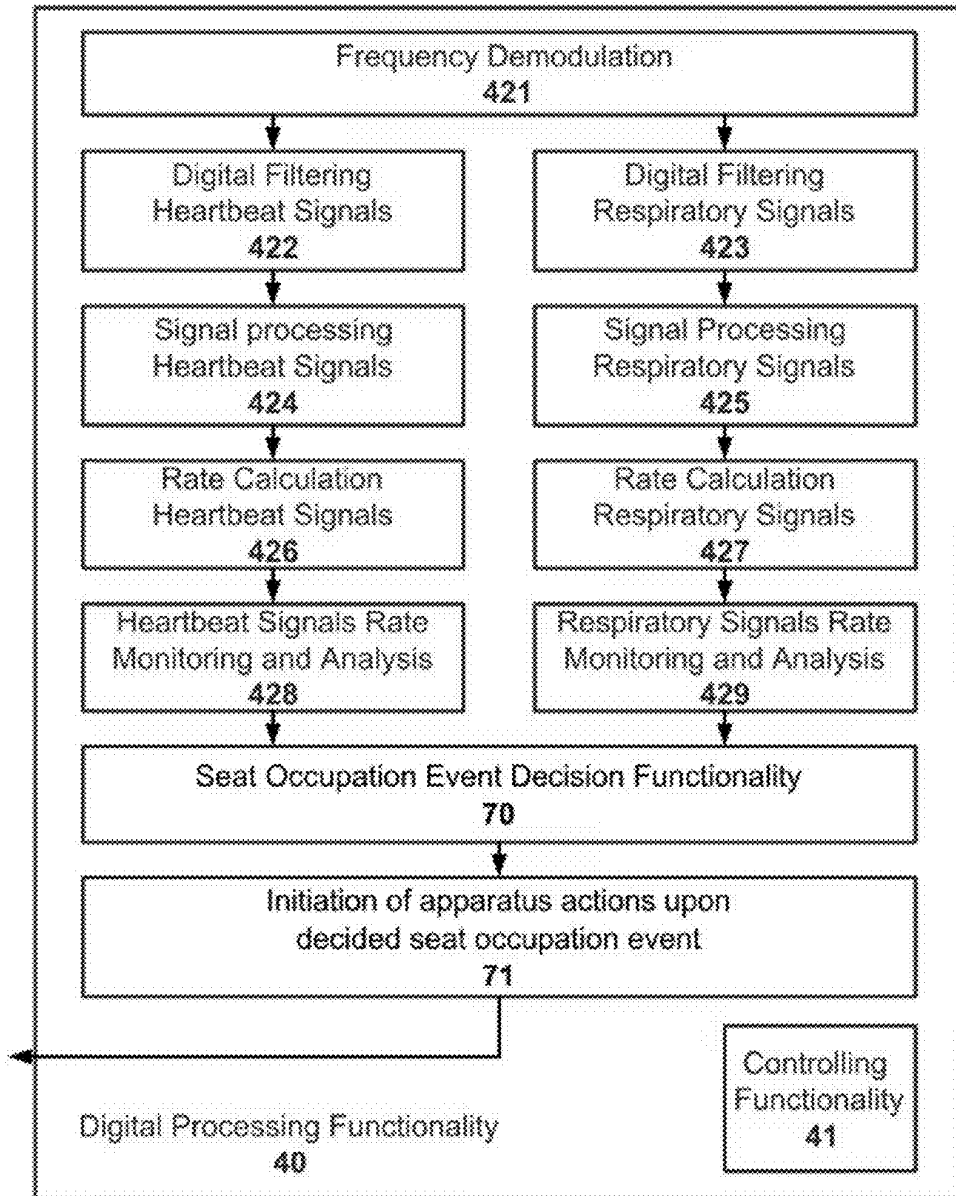 Frequency Demodulation
421
Digital Filtering
Heartbeat Signals
422
Digital Filtering
Respiratory Signals
423
Signal processing
Heartbeat Signals
424
Signal Processing
Respiratory Signals
425
Rate Calculation
Heartbeat Signals
426
Rate Calculation
Respiratory Signals
427
Heartbeat Signals Rate
Monitoring and Analysis
428
Respiratory Signals Rate
Monitoring and Analysis
429
Seat Occupation Event Decision Functionality
70
Initiation of apparatus actions upon
decided seat occupation event
71
Controlling
Functionality
41
Digital Processing Functionality
40